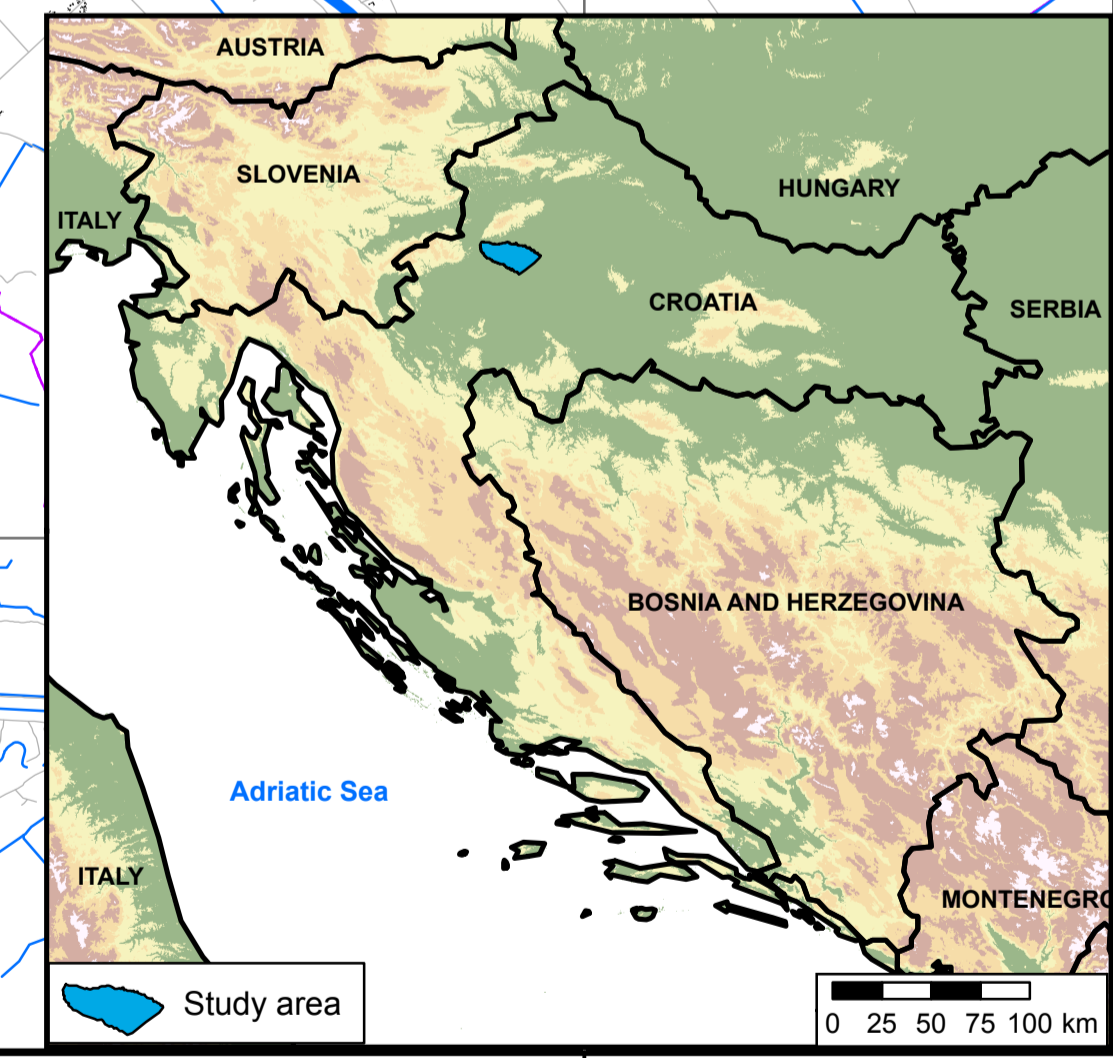 AUSTRIA
SLOVENIA
HUNGARY
ITALY
CROATIA
SERBIA
BOSNIA AND HERZEGOVINA
Adriatic Sea
ITALY
MONTENEGRO
Study area
0 25 50 75 100 km